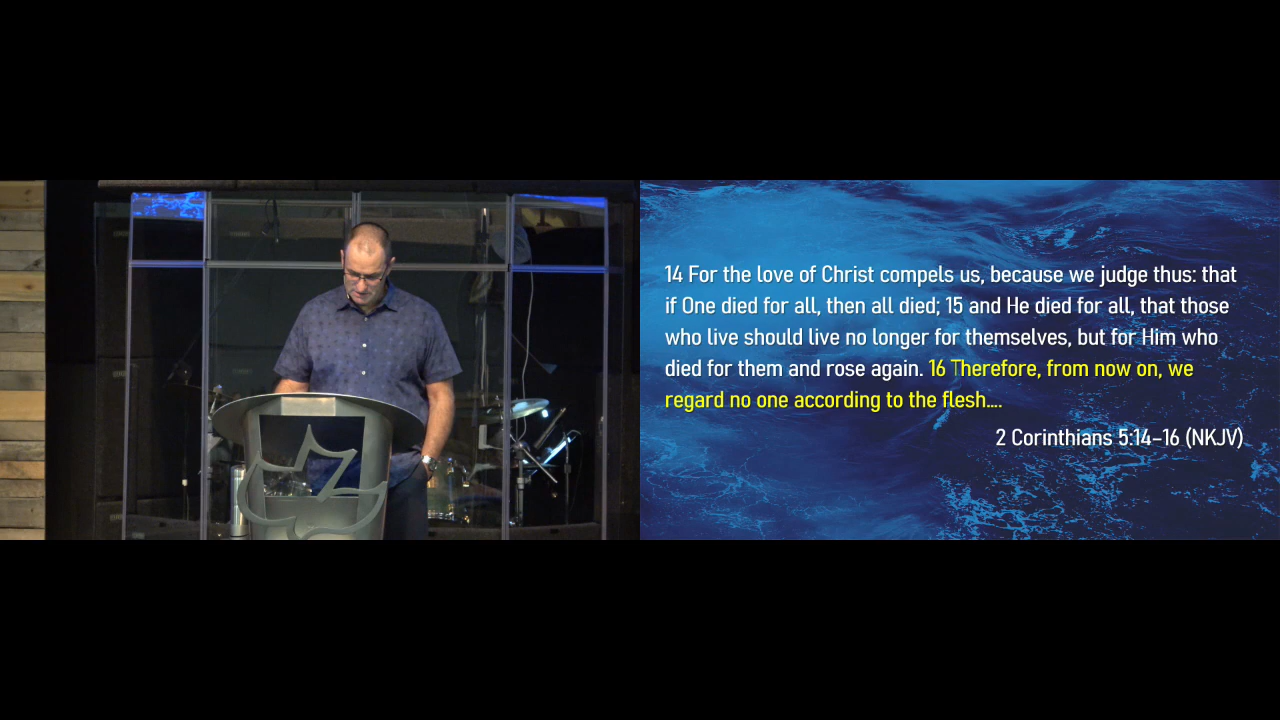 14 For the love of Christ compels us, because we judge thus: that
if One died for all, then all died; 15 and He died for all, that those
who live should live no longer for themselves, but for Him who
died for them and rose again. 16 Therefore, from now on, we
regard no one according to the flesh....
2 Corinthians 5:14–16 (NKJV)